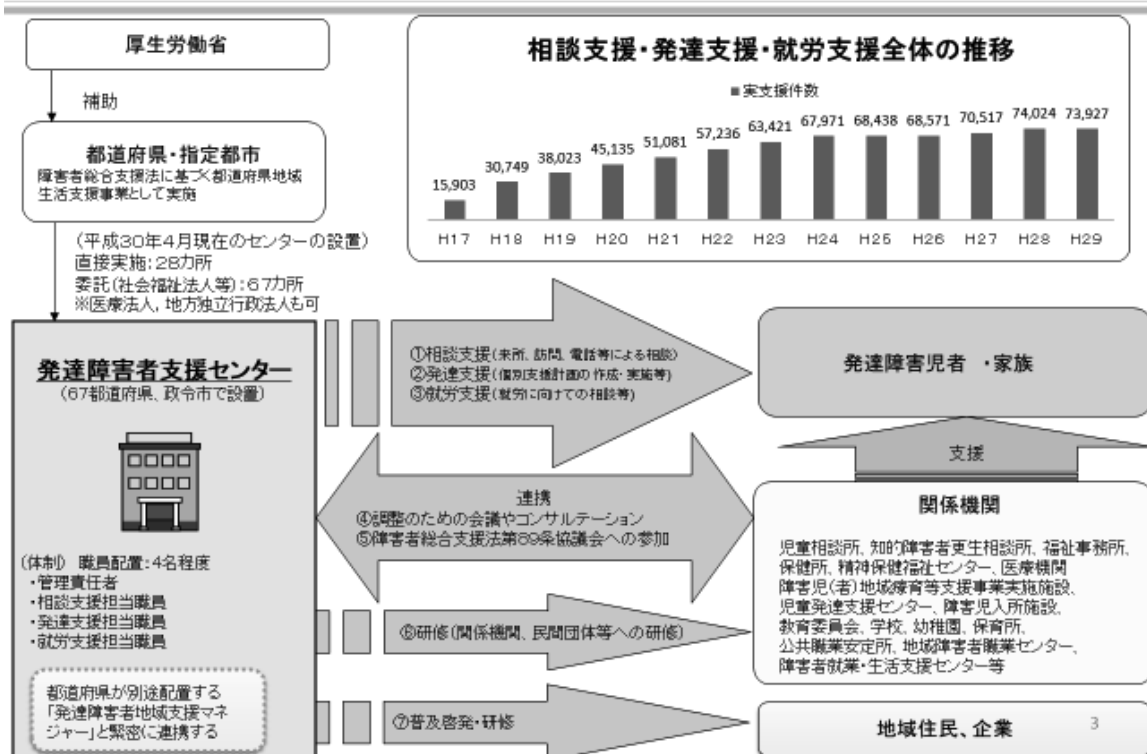 厚生労働省
補助
都道府県・指定都市
障害者総合支援法に基づく都道府県地域
生活支援事業として実施
(平成30年4月現在のセンターの設置)
直接実施:28カ所
委託(社会福祉法人等):67カ所
※医療法人,地方独立行政法人も可
相談支援・発達支援・就労支援全体の推移
■実支援件数
15,903 30,749 38,023 45,135 51,081 57,236 63,421 67,971 68,438 68,571 70,517 74,024 73,927
H17 H18 H19 H20 H21 H22 H23 H24 H25 H26 H27 H28 H29
発達障害者支援センター
(67都道府県、政令市で設置)
(体制) 職員配置:4名程度
・管理責任者
・相談支援担当職員
・発達支援担当職員
・就労支援担当職員
都道府県が別途配置する
「発達障害者地域支援マネ
ジャー」と緊密に連携する
①相談支援(来所、訪問、電話等による相談)
②発達支援(個別支援計画の作成・実施等)
③就労支援(就労に向けての相談等)
発達障害児者 ・家族
連携
④調整のための会議やコンサルテーション
⑤障害者総合支援法第89条協議会への参加
支援
関係機関
児童相談所、知的障害者更生相談所、福祉事務所、
保健所、精神保健福祉センター、医療機関
障害児(者)地域療育等支援事業実施施設、
児童発達支援センター、障害児入所施設、
教育委員会、学校、幼稚園、保育所、
公共職業安定所、地域障害者職業センター、
障害者就業・生活支援センター等
⑥研修(関係機関、民間団体等への研修)
⑦普及啓発・研修
地域住民、企業
3